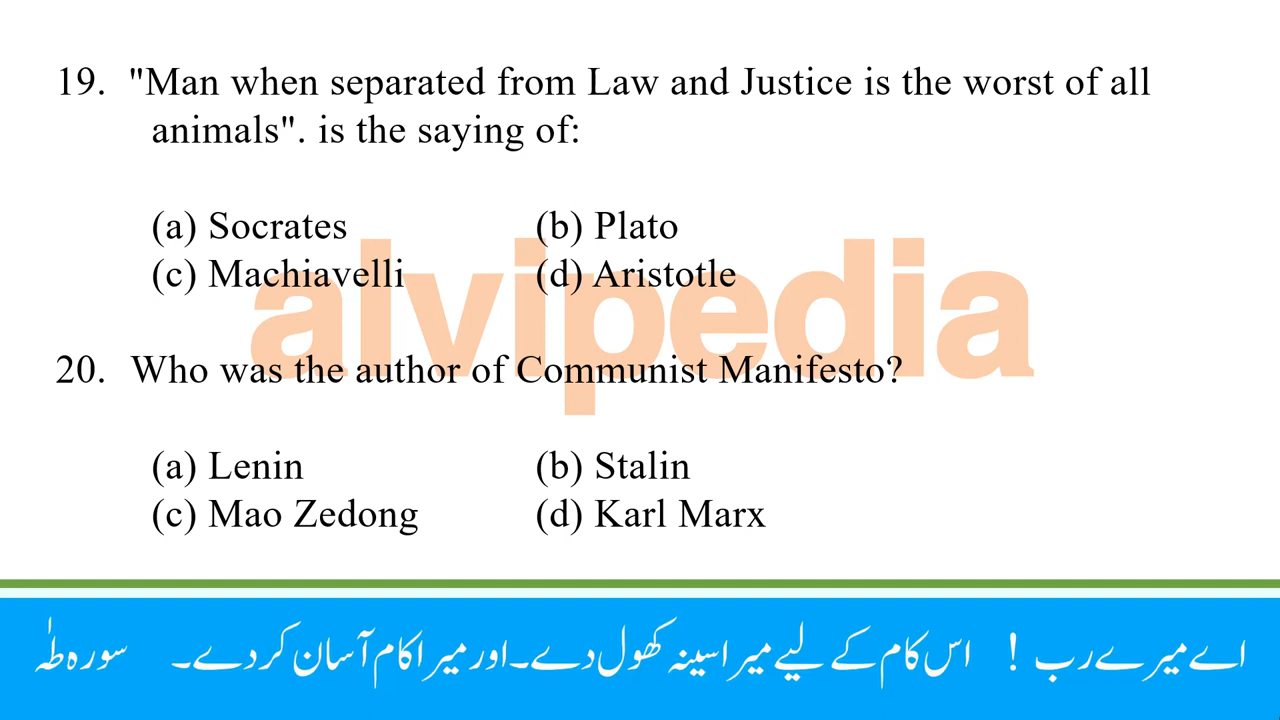 19. "Man when separated from Law and Justice is the worst of all
animals". is the saying of:
(a) Socrates (b) Plato
(c) Machiavelli (d) Aristotle
alvipedia
20. Who was the author of Communist Manifesto?
(a) Lenin (b) Stalin
(c) Mao Zedong (d) Karl Marx
اے میرے رب ! اس کام کے لیے میرا سینہ کھول دے۔ اور میرا کام آسان کر دے۔ سورہ طہٰ